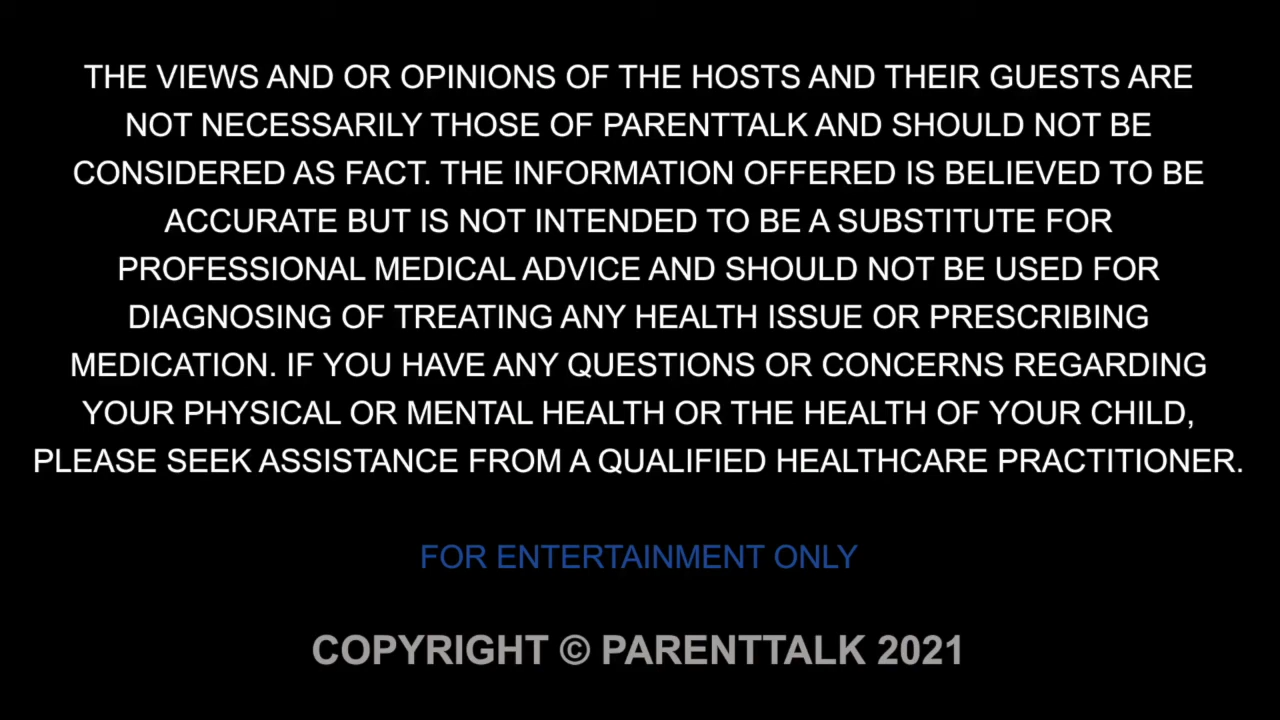 THE VIEWS AND OR OPINIONS OF THE HOSTS AND THEIR GUESTS ARE
NOT NECESSARILY THOSE OF PARENTTALK AND SHOULD NOT BE
CONSIDERED AS FACT. THE INFORMATION OFFERED IS BELIEVED TO BE
ACCURATE BUT IS NOT INTENDED TO BE A SUBSTITUTE FOR
PROFESSIONAL MEDICAL ADVICE AND SHOULD NOT BE USED FOR
DIAGNOSING OF TREATING ANY HEALTH ISSUE OR PRESCRIBING
MEDICATION. IF YOU HAVE ANY QUESTIONS OR CONCERNS REGARDING
YOUR PHYSICAL OR MENTAL HEALTH OR THE HEALTH OF YOUR CHILD,
PLEASE SEEK ASSISTANCE FROM A QUALIFIED HEALTHCARE PRACTITIONER.
FOR ENTERTAINMENT ONLY
COPYRIGHT © PARENTTALK 2021